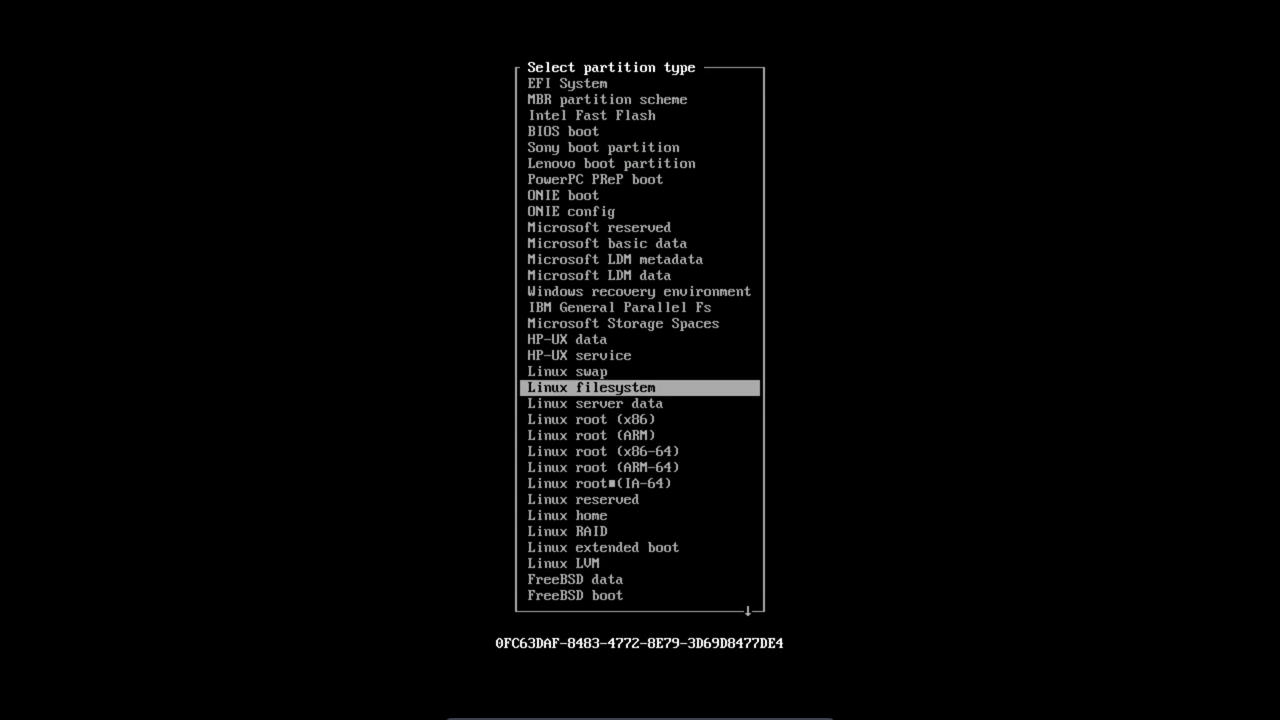 Select partition type
EFI System
MBR partition scheme
Intel Fast Flash
BIOS boot
Sony boot partition
Lenovo boot partition
PowerPC PReP boot
ONIE boot
ONIE config
Microsoft reserved
Microsoft basic data
Microsoft LDM metadata
Microsoft LDM data
Windows recovery environment
IBM General Parallel Fs
Microsoft Storage Spaces
HP-UX data
HP-UX service
Linux swap
Linux filesystem
Linux server data
Linux root (x86)
Linux root (ARM)
Linux root (x86-64)
Linux root (ARM-64)
Linux root (IA-64)
Linux reserved
Linux home
Linux RAID
Linux extended boot
Linux LVM
FreeBSD data
FreeBSD boot
0FC63DAF-8483-4772-8E79-3D69D8477DE4